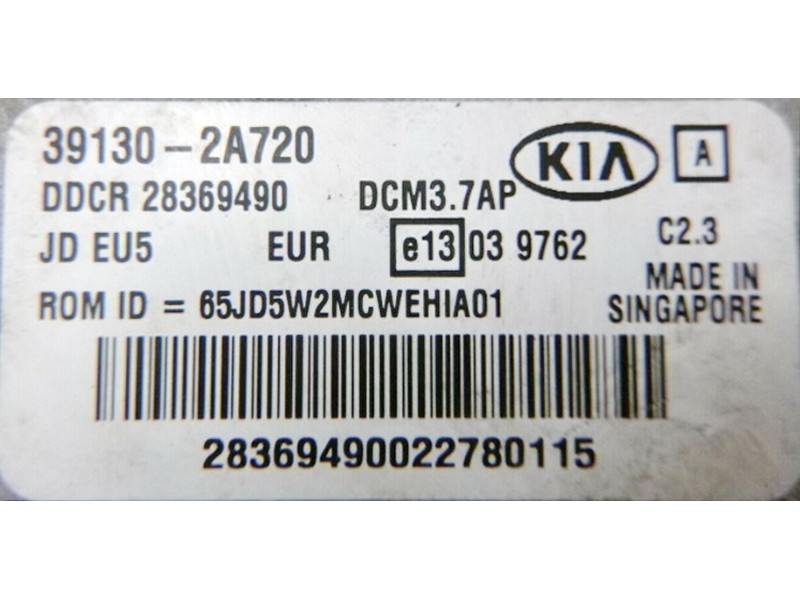 39130-2A720 KIA A
DDCR 28369490 DCM3.7AP
JD EU5 EUR e13 03 9762 C2.3
MADE IN
ROM ID = 65JD5W2MCWEHIA01 SINGAPORE
28369490022780115